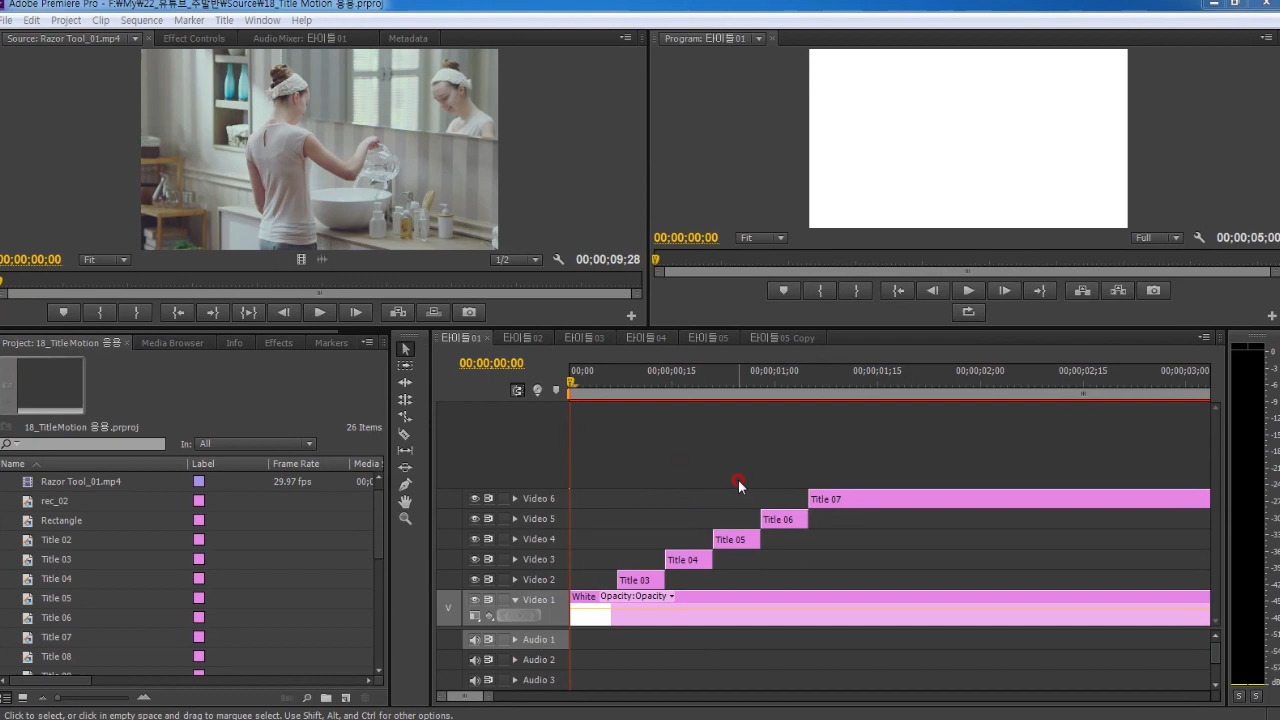 Adobe Premiere Pro - F:₩My₩22_유튜브_주말반₩Source₩18_Title Motion 응용.prproj
File Edit Project Clip Sequence Marker Title Window Help
Source: Razor Tool_01.mp4 Effect Controls Audio Mixer: 타이틀01 Metadata
Program: 타이틀01
00;00;00;00 Fit 1/2 00;00;09;28
00;00;00;00 Fit Full 00;00;05;00
Project: 18_Title Motion 응용 Media Browser Info Effects Markers
18_TitleMotion 응용.prproj
26 Items
In: All
Name Label Frame Rate Media S
Razor Tool_01.mp4 29.97 fps 00;0
rec_02
Rectangle
Title 02
Title 03
Title 04
Title 05
Title 06
Title 07
Title 08
타이틀01 타이틀02 타이틀03 타이틀04 타이틀05 타이틀05 Copy
00;00;00;00
00;00 00;00;00;15 00;00;01;00 00;00;01;15 00;00;02;00 00;00;02;15 00;00;03;00
Video 6 Title 07
Video 5 Title 06
Video 4 Title 05
Video 3 Title 04
Video 2 Title 03
V Video 1 White Opacity:Opacity
Audio 1
Audio 2
Audio 3
0
-3
-6
-9
S S
Click to select, or click in empty space and drag to marquee select. Use Shift, Alt, and Ctrl for other options.